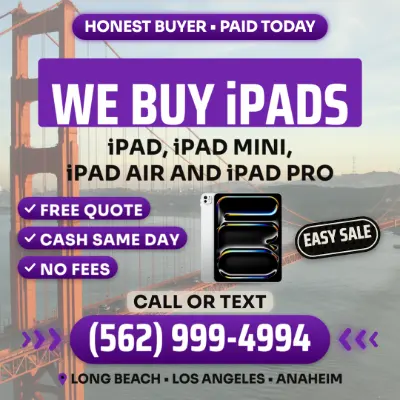 HONEST BUYER • PAID TODAY
WE BUY iPADS
iPAD, iPAD MINI,
iPAD AIR AND iPAD PRO
✓ FREE QUOTE
✓ CASH SAME DAY
✓ NO FEES
EASY SALE
CALL OR TEXT
(562) 999-4994
LONG BEACH • LOS ANGELES • ANAHEIM